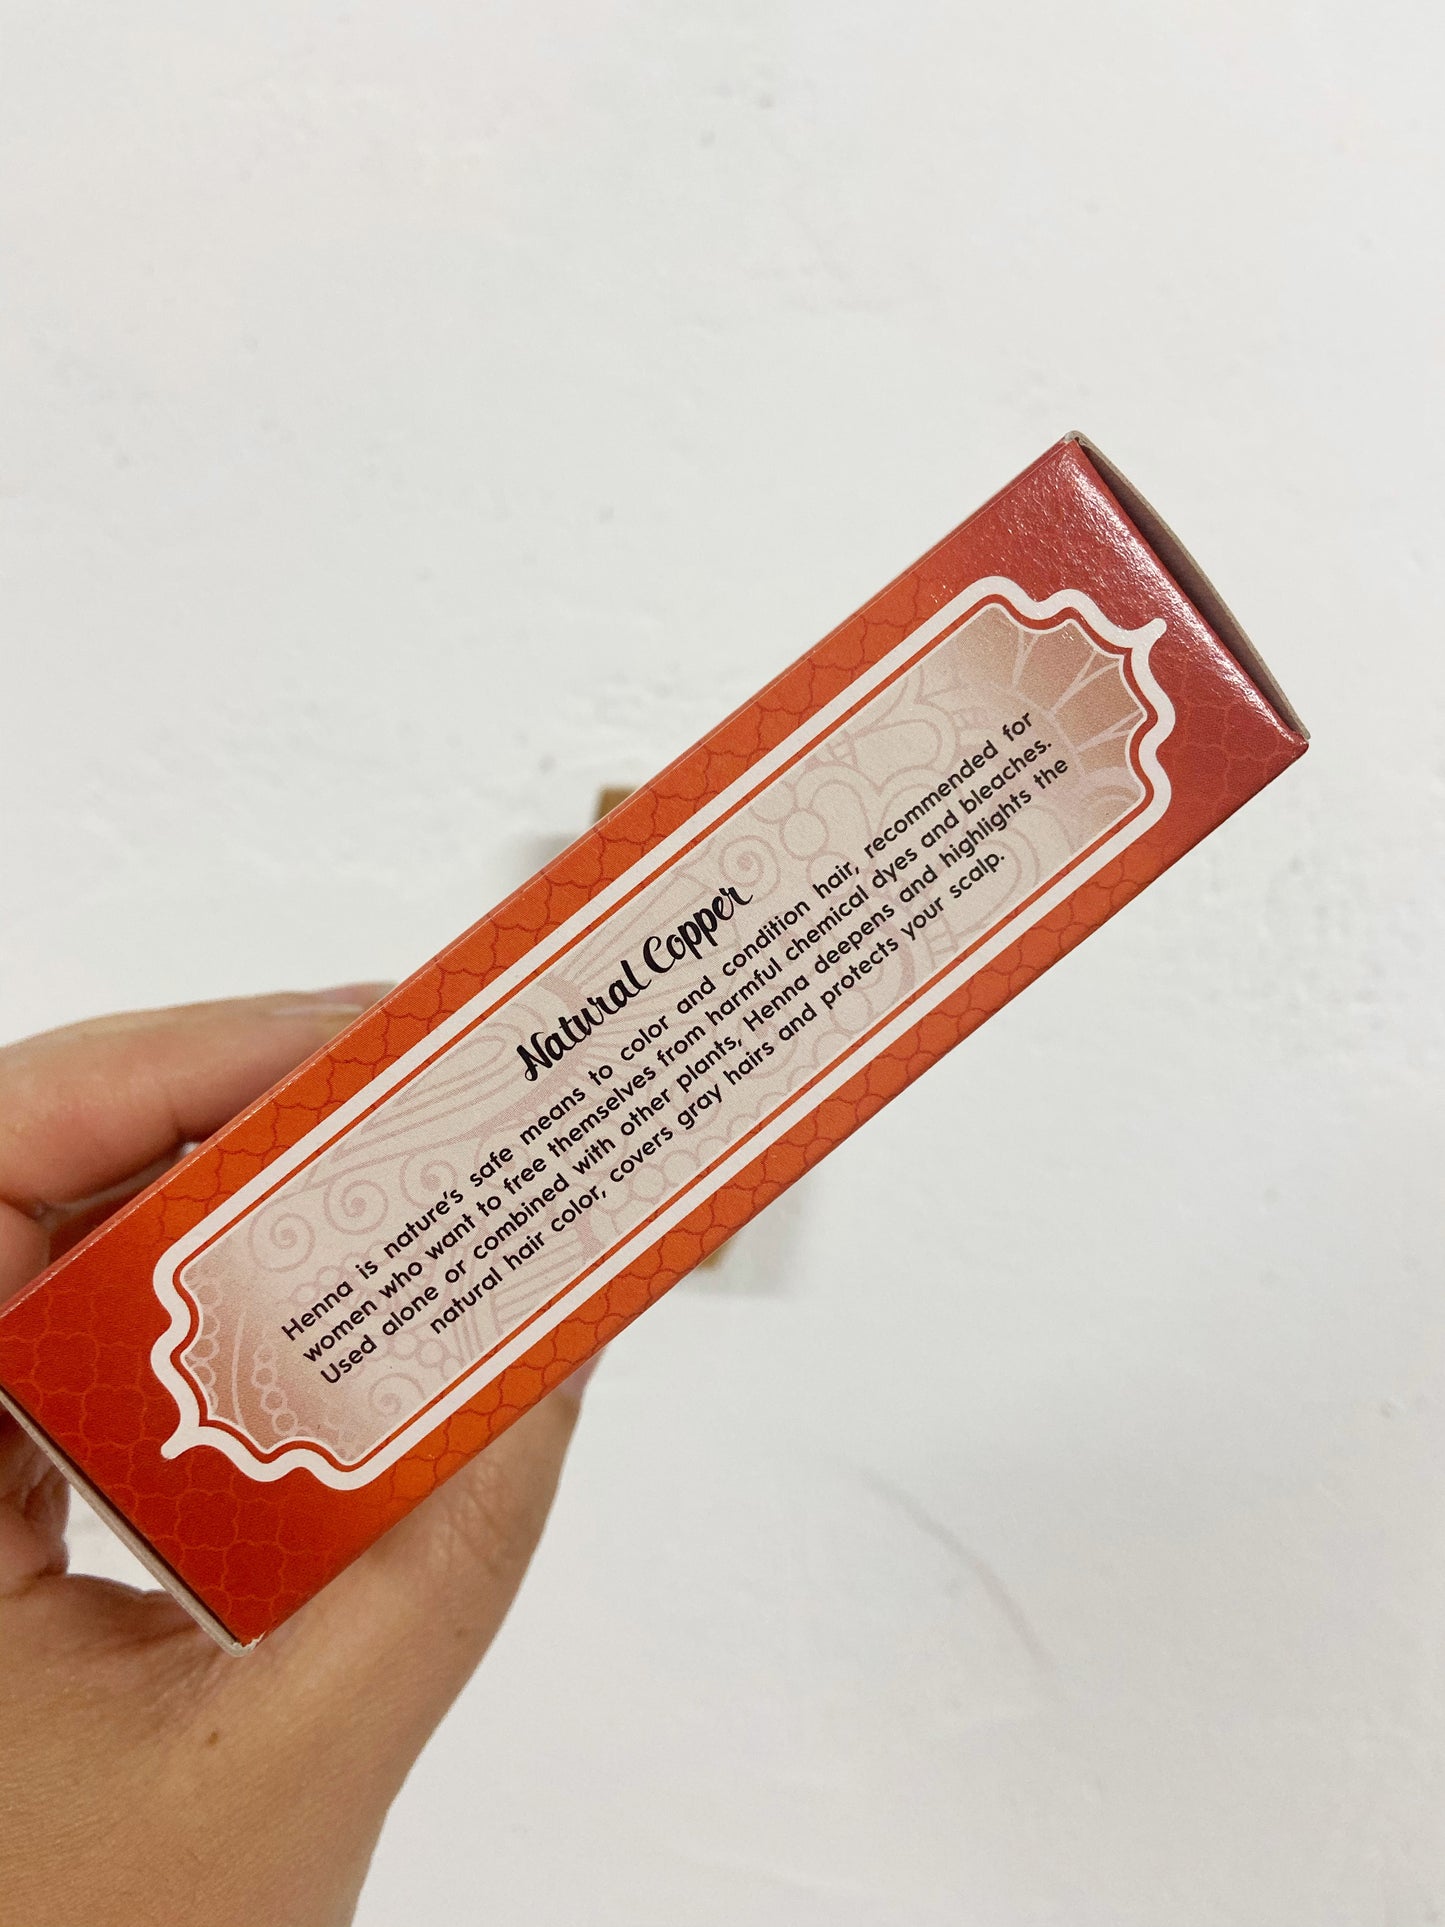 Natural Copper
Henna is nature's safe means to color and condition hair, recommended for
women who want to free themselves from harmful chemical dyes and bleaches.
Used alone or combined with other plants, Henna deepens and highlights the
natural hair color, covers gray hairs and protects your scalp.